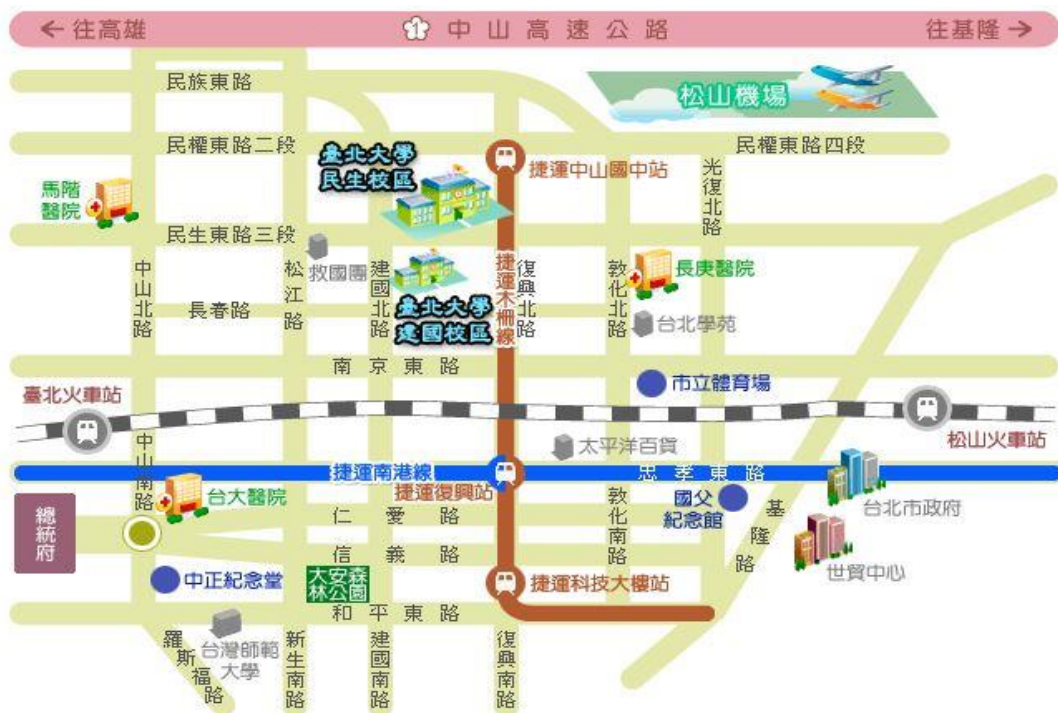 ←往高雄
1
中山高速公路
往基隆→
民族東路
松山機場
民權東路二段
臺北大學
民生校區
捷運中山國中站
民權東路四段
光復北路
馬階
醫院
民生東路三段
救國團
中山北路
松江路
建國北路
捷運木柵線
復興北路
敦化北路
長庚醫院
長春路
臺北大學
建國校區
台北學苑
南京東路
市立體育場
臺北火車站
松山火車站
太平洋百貨
中山南路
捷運南港線
忠孝東路
捷運復興站
台大醫院
總統府
仁愛路
敦化南路
國父
紀念館
基隆路
台北市政府
信義路
世貿中心
中正紀念堂
大安森
林公園
捷運科技大樓站
和平東路
台灣師範
大學
羅斯福路
新生南路
建國南路
復興南路